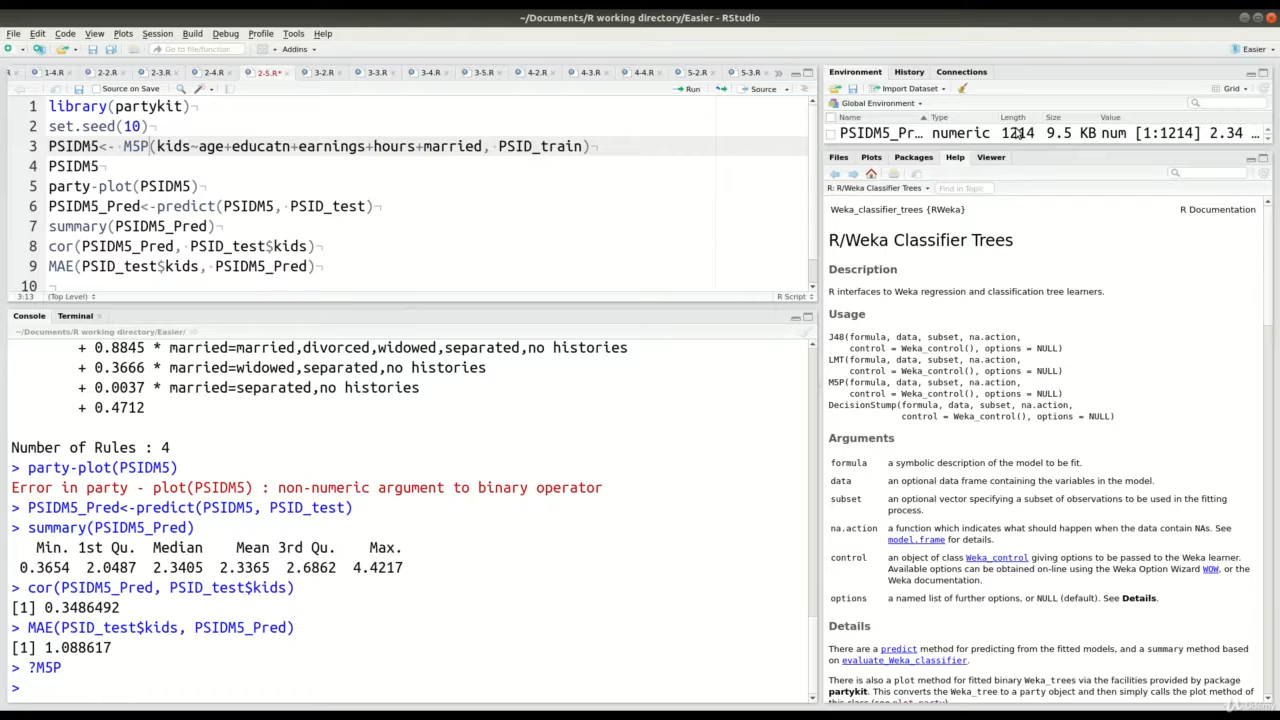 ~/Documents/R working directory/Easier - RStudio
File Edit Code View Plots Session Build Debug Profile Tools Help
Go to file/function Addins Easier
R 1-4.R 2-2.R 2-3.R 2-4.R 2-5.R* 3-2.R 3-3.R 3-4.R 3-5.R 4-2.R 4-3.R 4-4.R 5-2.R 5-3.R
Source on Save Run Source
1 library(partykit)¬
2 set.seed(10)¬
3 PSIDM5<- M5P(kids~age+educatn+earnings+hours+married, PSID_train)¬
4 PSIDM5¬
5 party-plot(PSIDM5)¬
6 PSIDM5_Pred<-predict(PSIDM5, PSID_test)¬
7 summary(PSIDM5_Pred)¬
8 cor(PSIDM5_Pred, PSID_test$kids)¬
9 MAE(PSID_test$kids, PSIDM5_Pred)¬
10 ¬
3:13 (Top Level) R Script
Console Terminal
~/Documents/R working directory/Easier/
+ 0.8845 * married=married,divorced,widowed,separated,no histories
+ 0.3666 * married=widowed,separated,no histories
+ 0.0037 * married=separated,no histories
+ 0.4712
Number of Rules : 4
> party-plot(PSIDM5)
Error in party - plot(PSIDM5) : non-numeric argument to binary operator
> PSIDM5_Pred<-predict(PSIDM5, PSID_test)
> summary(PSIDM5_Pred)
Min. 1st Qu. Median Mean 3rd Qu. Max.
0.3654 2.0487 2.3405 2.3365 2.6862 4.4217
> cor(PSIDM5_Pred, PSID_test$kids)
[1] 0.3486492
> MAE(PSID_test$kids, PSIDM5_Pred)
[1] 1.088617
> ?M5P
>
Environment History Connections
Import Dataset Grid
Global Environment
Name Type Length Size Value
PSIDM5_Pr... numeric 1214 9.5 KB num [1:1214] 2.34 ...
Files Plots Packages Help Viewer
R: R/Weka Classifier Trees Find in Topic
Weka_classifier_trees {RWeka} R Documentation
R/Weka Classifier Trees
Description
R interfaces to Weka regression and classification tree learners.
Usage
J48(formula, data, subset, na.action,
control = Weka_control(), options = NULL)
LMT(formula, data, subset, na.action,
control = Weka_control(), options = NULL)
M5P(formula, data, subset, na.action,
control = Weka_control(), options = NULL)
DecisionStump(formula, data, subset, na.action,
control = Weka_control(), options = NULL)
Arguments
formula a symbolic description of the model to be fit.
data an optional data frame containing the variables in the model.
subset an optional vector specifying a subset of observations to be used in the fitting
process.
na.action a function which indicates what should happen when the data contain NAs. See
model.frame for details.
control an object of class Weka_control giving options to be passed to the Weka learner.
Available options can be obtained on-line using the Weka Option Wizard WOW, or the
Weka documentation.
options a named list of further options, or NULL (default). See Details.
Details
There are a predict method for predicting from the fitted models, and a summary method based
on evaluate_Weka_classifier.
There is also a plot method for fitted binary Weka_trees via the facilities provided by package
partykit. This converts the Weka_tree to a party object and then simply calls the plot method of
this class (see plot.party).
Udemy